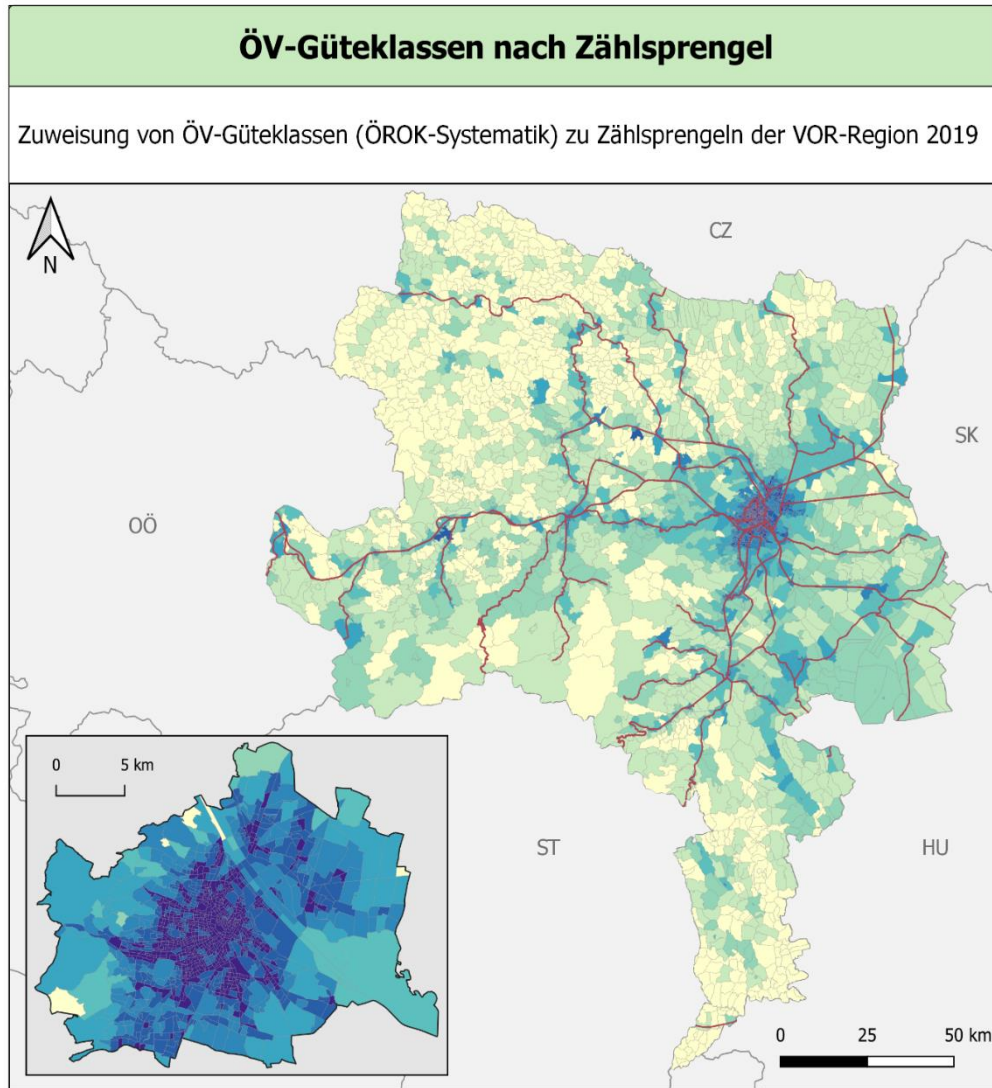 ÖV-Güteklassen nach Zählsprengel
Zuweisung von ÖV-Güteklassen (ÖROK-Systematik) zu Zählsprengeln der VOR-Region 2019
N
CZ
SK
OÖ
0 5 km
ST
HU
0 25 50 km